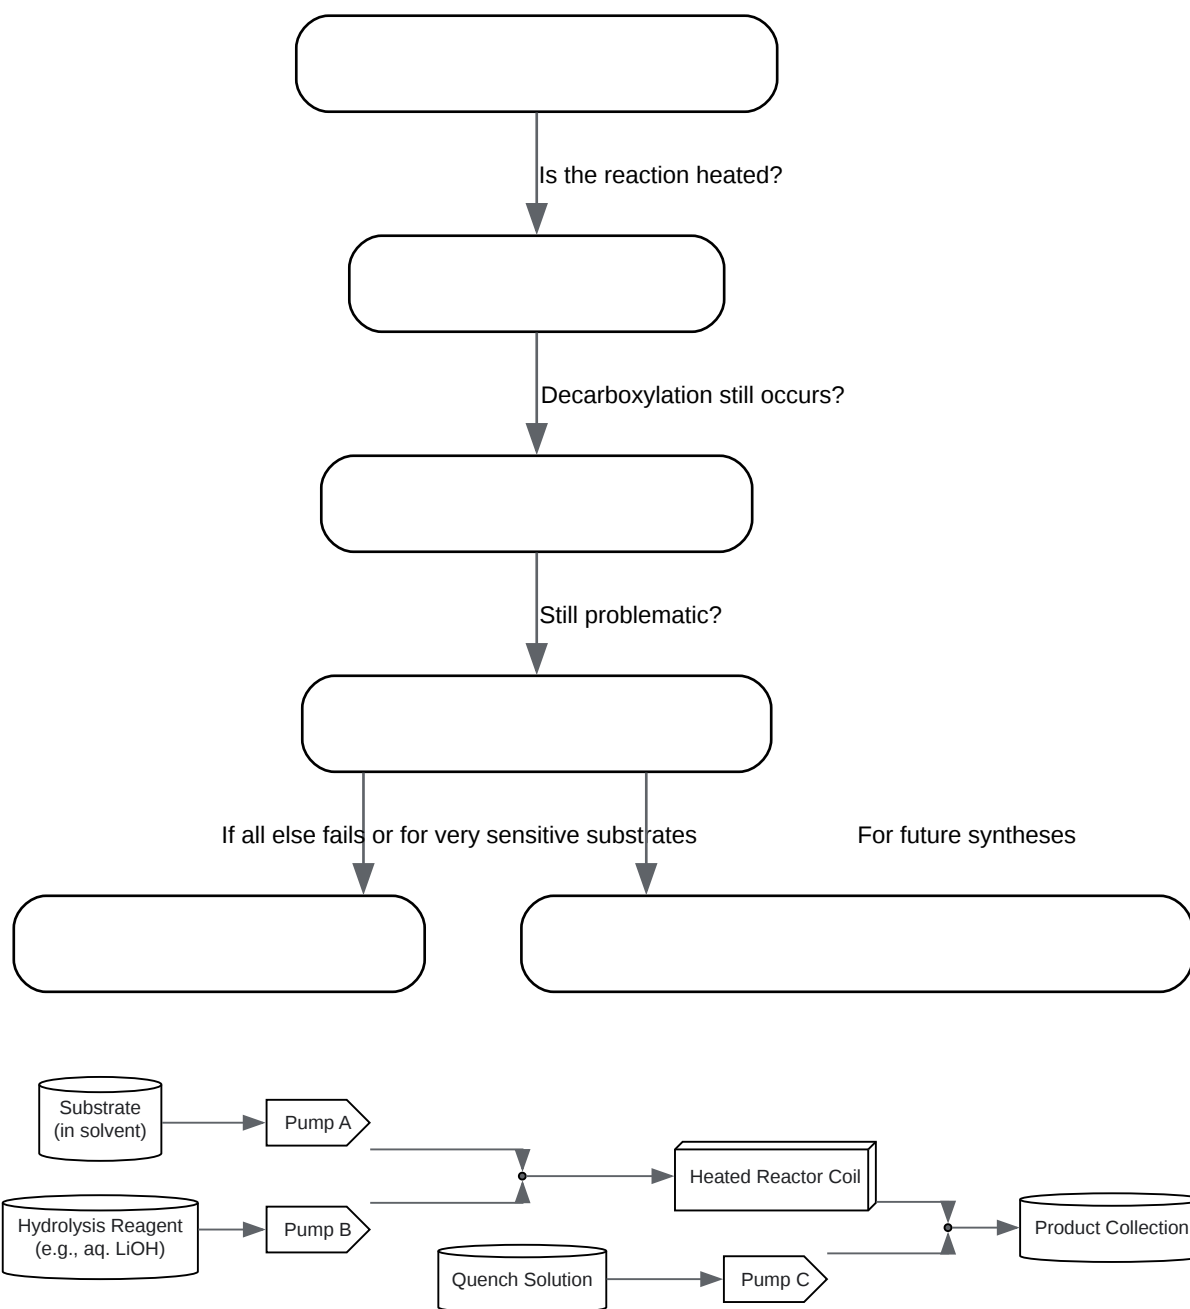 Is the reaction heated?
Decarboxylation still occurs?
Still problematic?
If all else fails or for very sensitive substrates
For future syntheses
Substrate
(in solvent)
Pump A
Heated Reactor Coil
Hydrolysis Reagent
(e.g., aq. LiOH)
Pump B
Product Collection
Quench Solution
Pump C